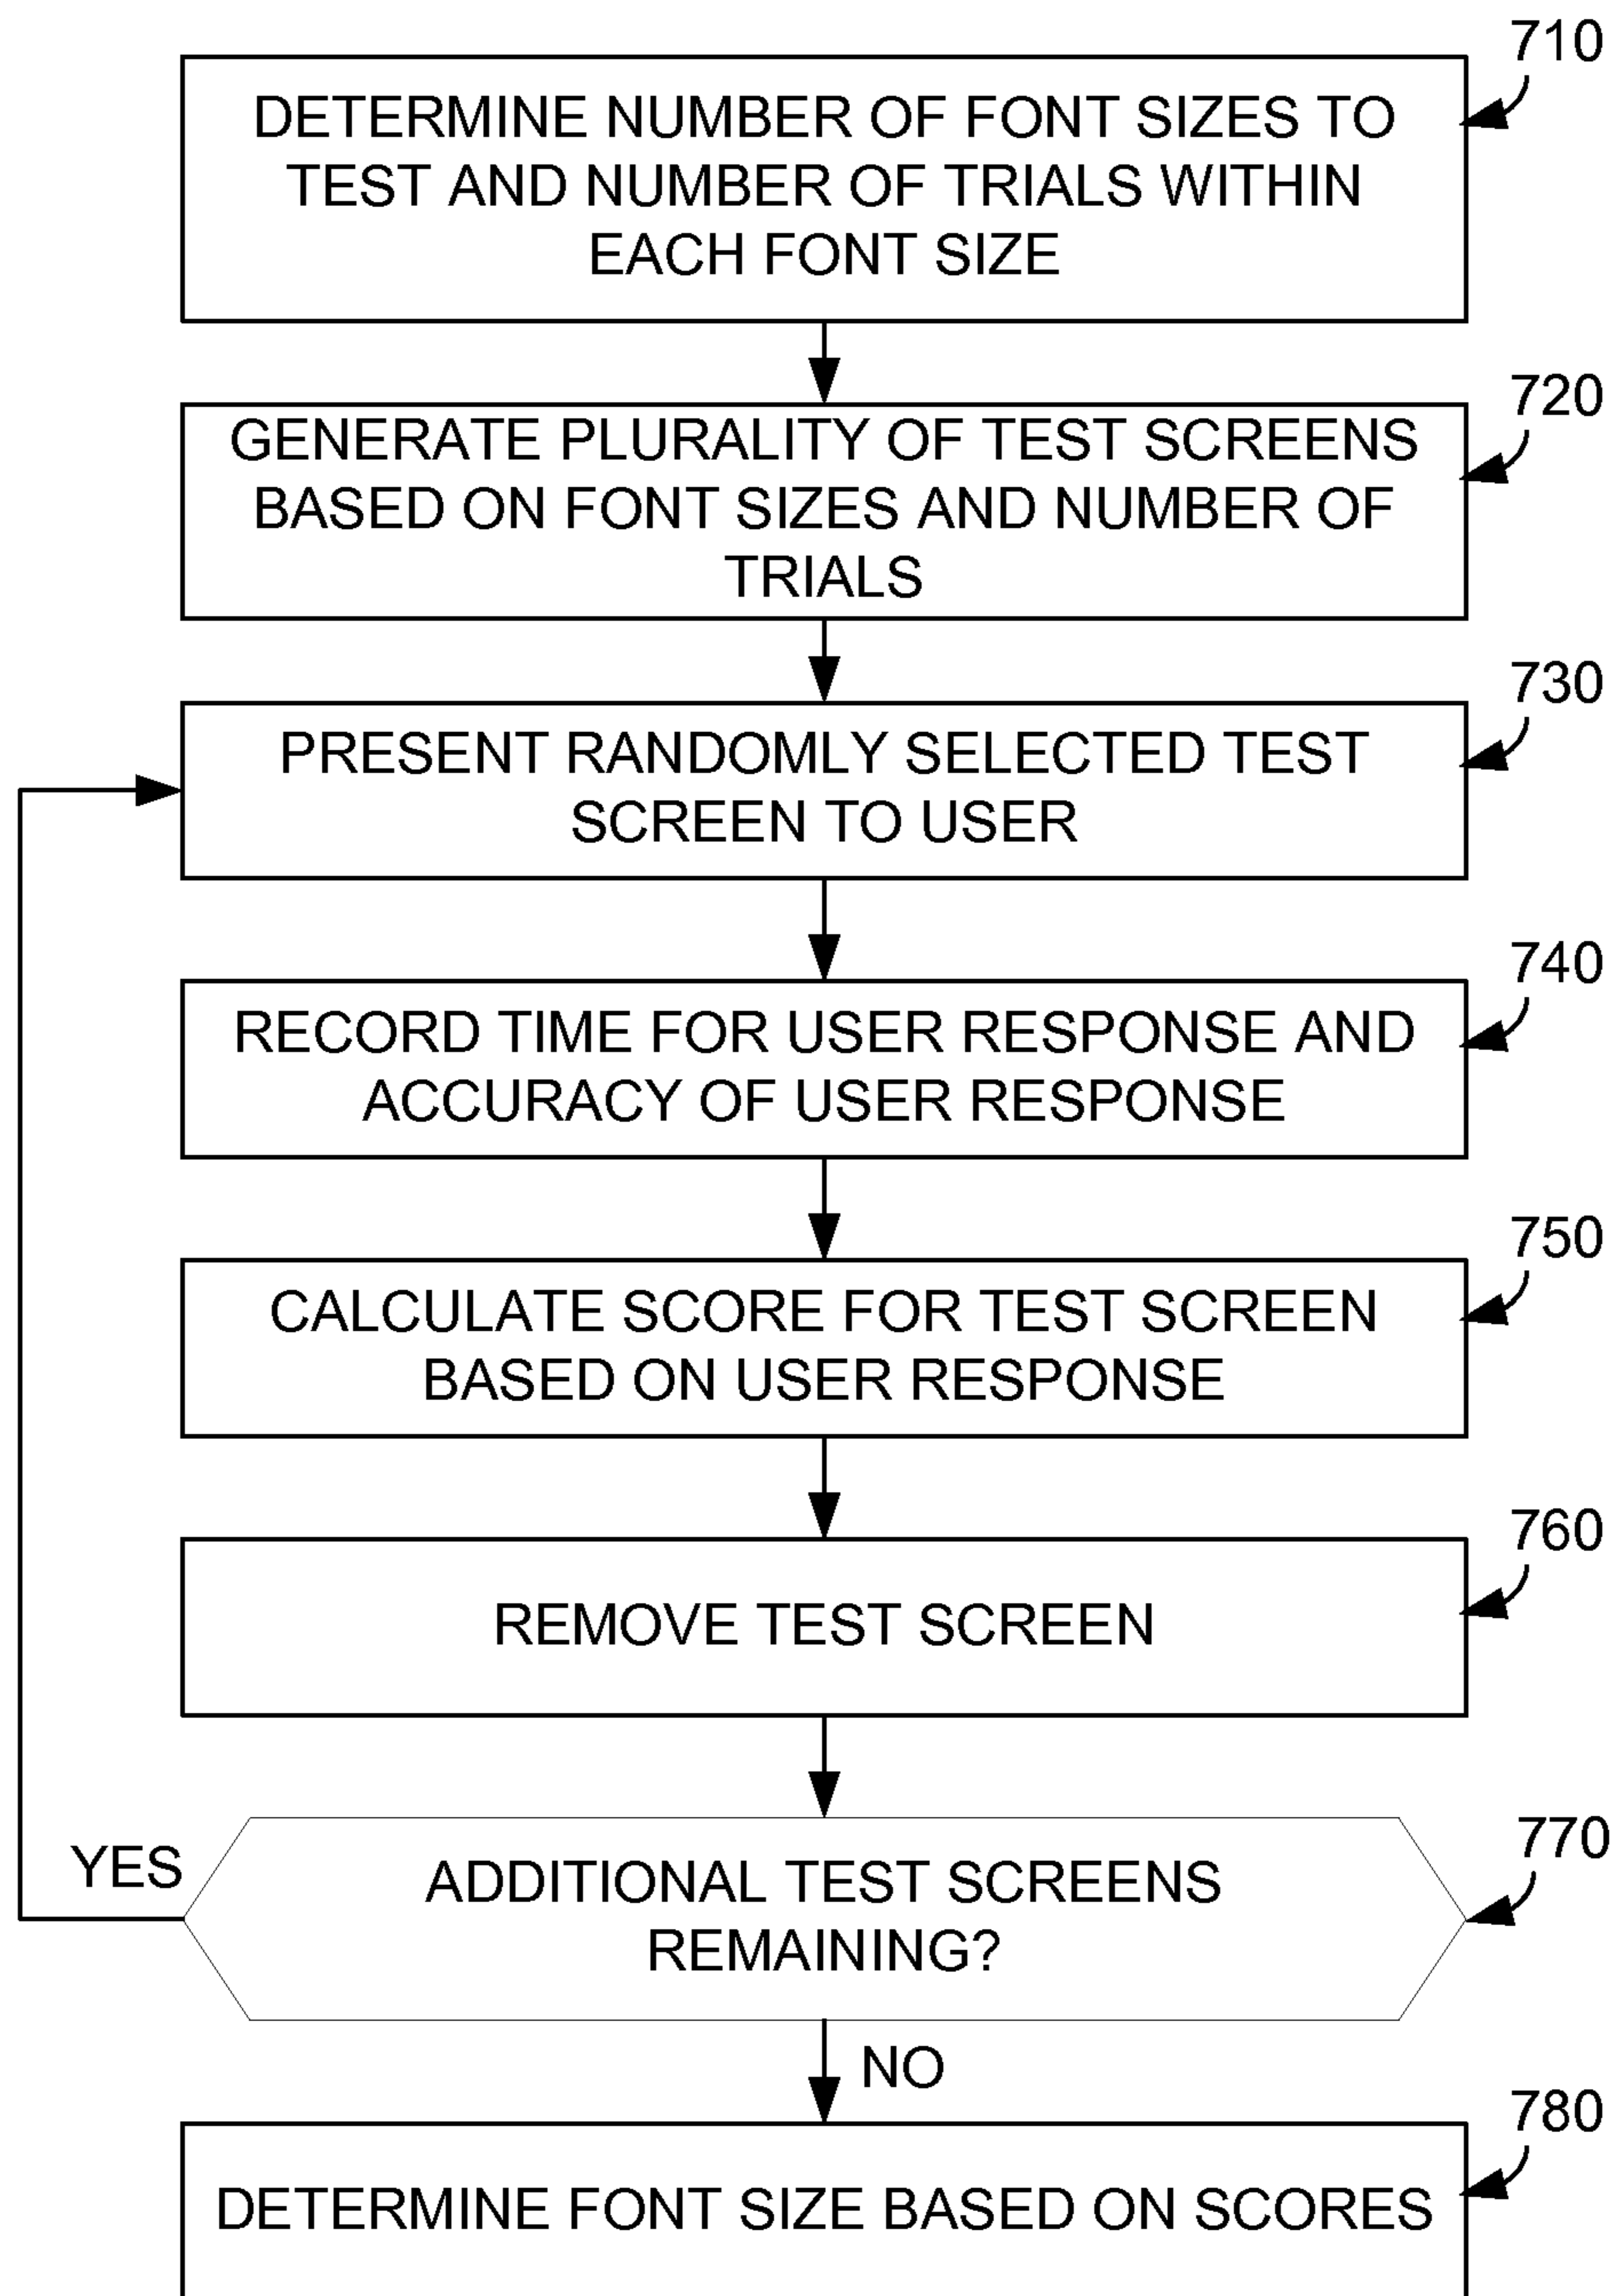 710
DETERMINE NUMBER OF FONT SIZES TO
TEST AND NUMBER OF TRIALS WITHIN
EACH FONT SIZE
720
GENERATE PLURALITY OF TEST SCREENS
BASED ON FONT SIZES AND NUMBER OF
TRIALS
730
PRESENT RANDOMLY SELECTED TEST
SCREEN TO USER
740
RECORD TIME FOR USER RESPONSE AND
ACCURACY OF USER RESPONSE
750
CALCULATE SCORE FOR TEST SCREEN
BASED ON USER RESPONSE
760
REMOVE TEST SCREEN
770
YES
ADDITIONAL TEST SCREENS
REMAINING?
NO
780
DETERMINE FONT SIZE BASED ON SCORES